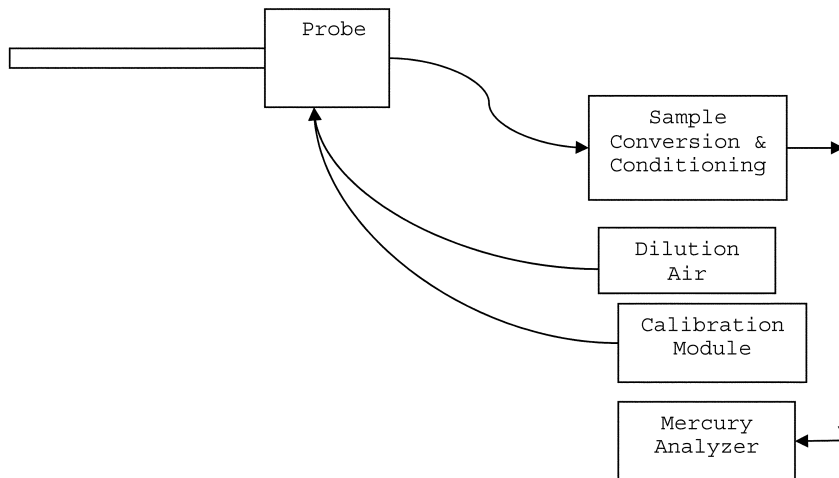 Probe
Sample
Conversion &
Conditioning
Dilution
Air
Calibration
Module
Mercury
Analyzer